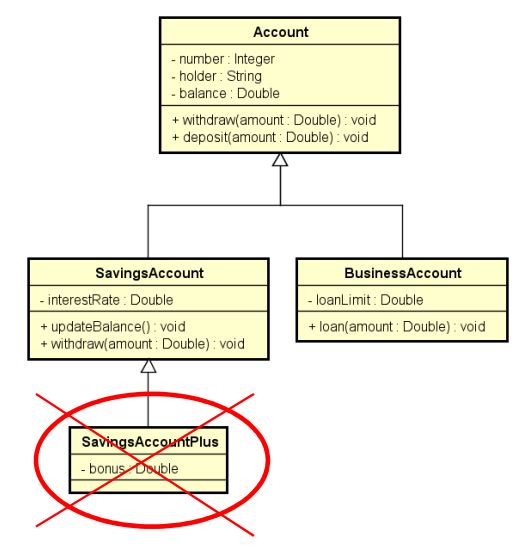 Account
- number : Integer
- holder : String
- balance : Double
+ withdraw(amount : Double) : void
+ deposit(amount : Double) : void
SavingsAccount
- interestRate : Double
+ updateBalance() : void
+ withdraw(amount : Double) : void
BusinessAccount
- loanLimit : Double
+ loan(amount : Double) : void
SavingsAccountPlus
- bonus : Double